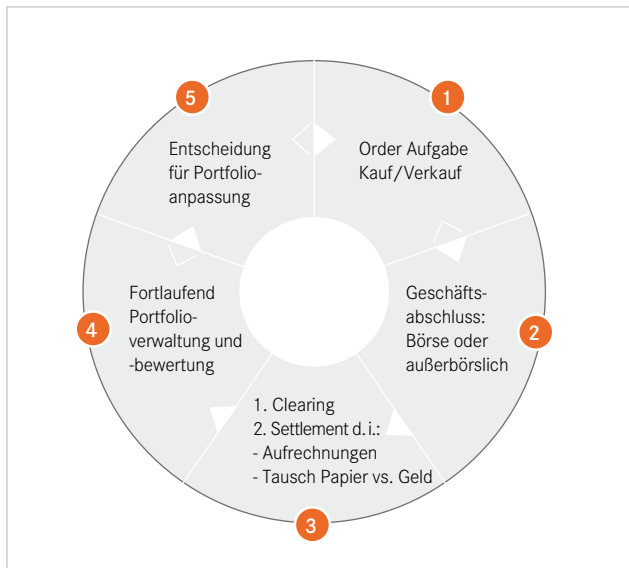 1
Order Aufgabe
Kauf/Verkauf
2
Geschäfts-
abschluss:
Börse oder
außerbörslich
3
1. Clearing
2. Settlement d. i.:
- Aufrechnungen
- Tausch Papier vs. Geld
4
Fortlaufend
Portfolio-
verwaltung und
-bewertung
5
Entscheidung
für Portfolio-
anpassung